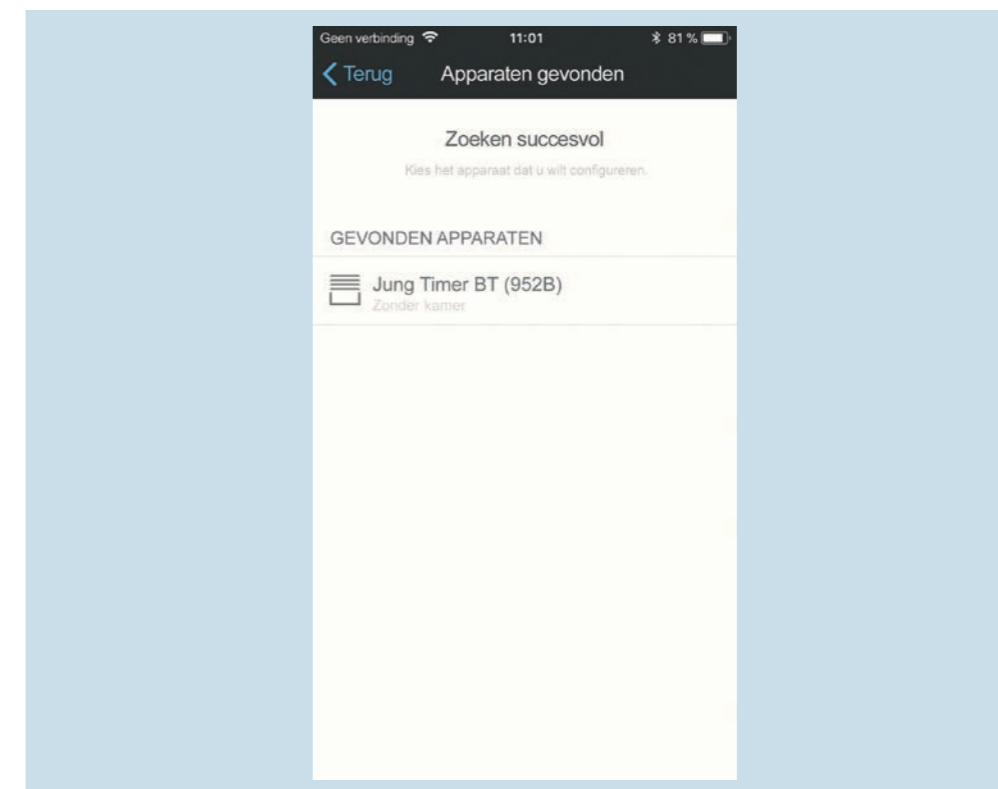 Geen verbinding 11:01 81 %
Terug Apparaten gevonden
Zoeken succesvol
Kies het apparaat dat u wilt configureren.
GEVONDEN APPARATEN
Jung Timer BT (952B)
Zonder kamer